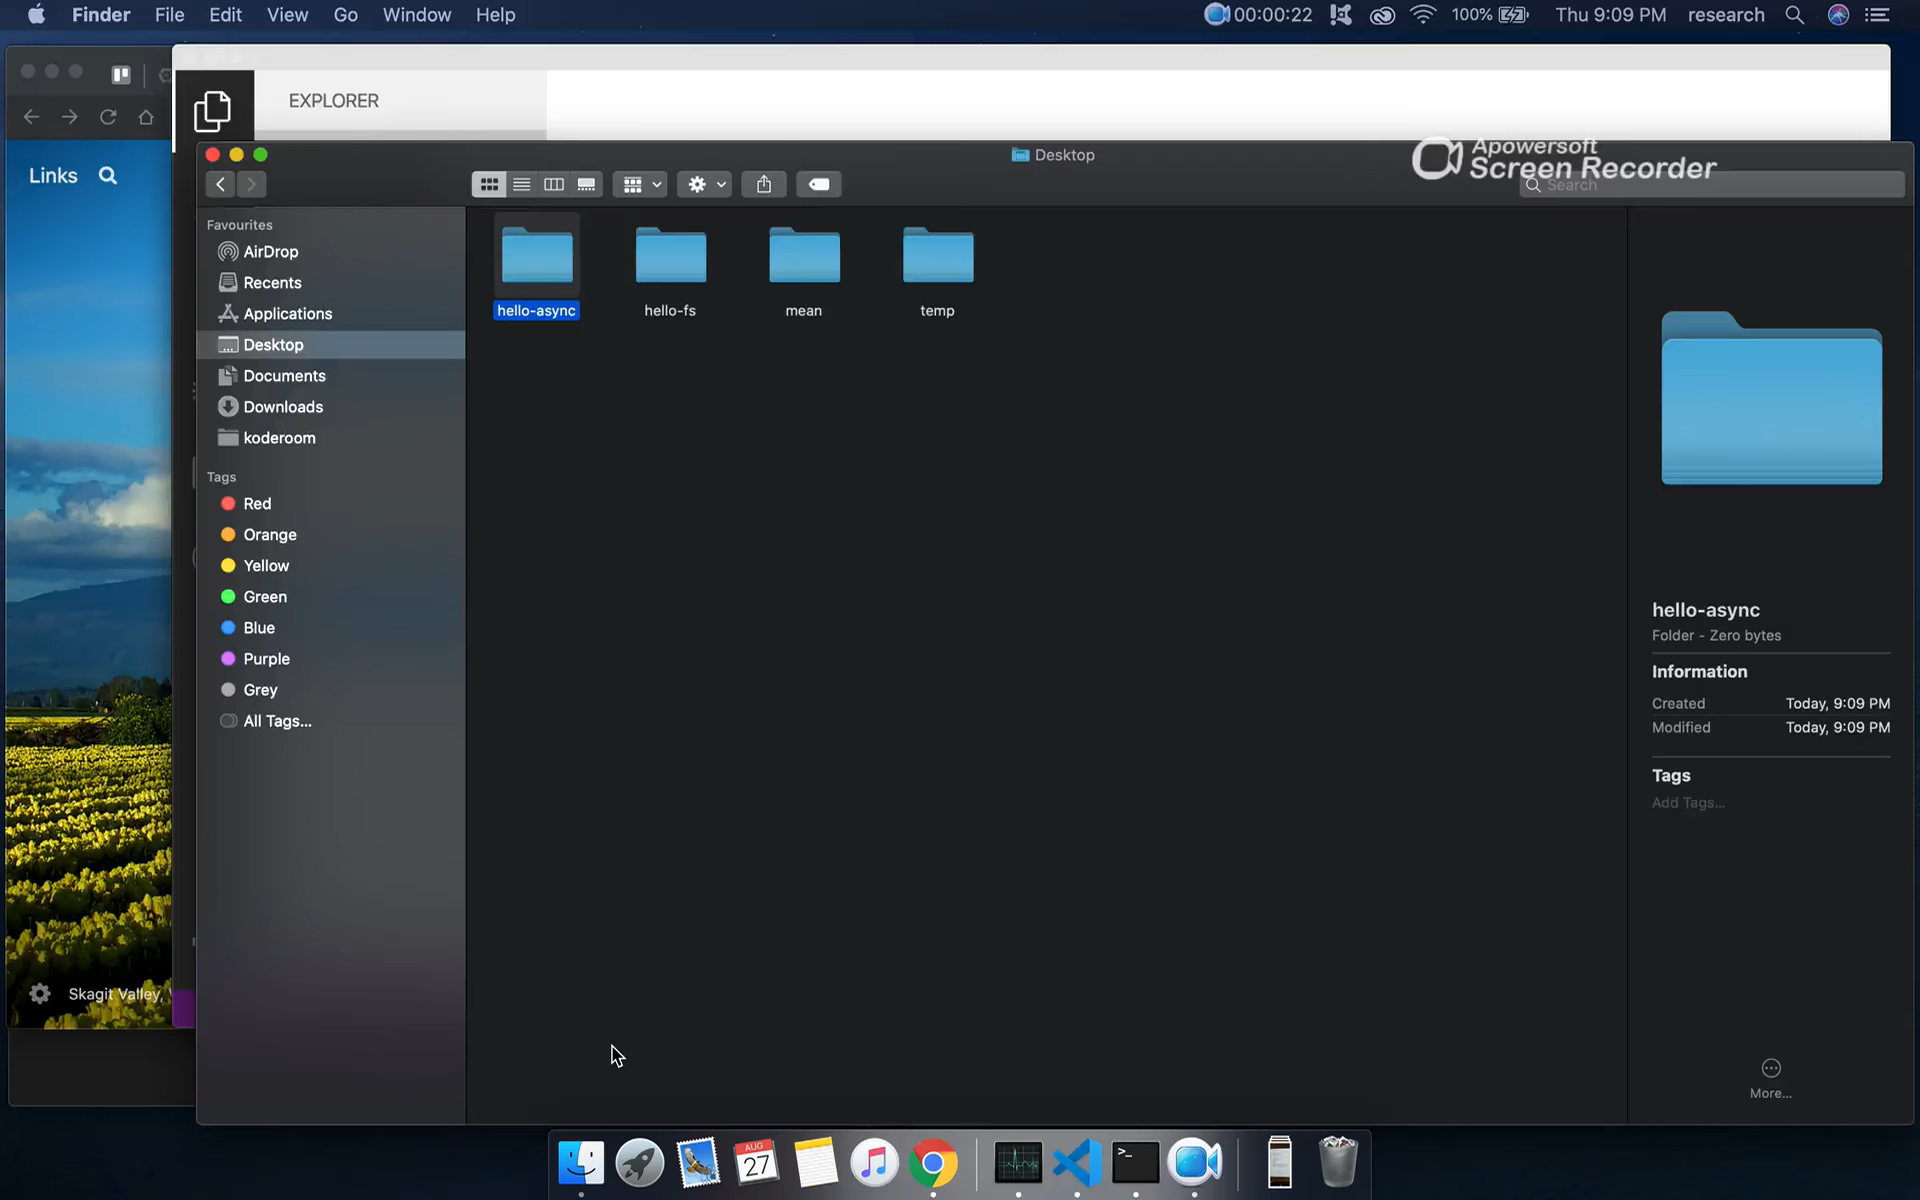 Finder File Edit View Go Window Help
00:00:22 100% Thu 9:09 PM research
EXPLORER
Links
Desktop
Apowersoft
Screen Recorder
Search
Favourites
AirDrop
Recents
Applications
Desktop
Documents
Downloads
koderoom
Tags
Red
Orange
Yellow
Green
Blue
Purple
Grey
All Tags...
hello-async
hello-fs
mean
temp
hello-async
Folder - Zero bytes
Information
Created Today, 9:09 PM
Modified Today, 9:09 PM
Tags
Add Tags...
More...
Skagit Valley,
AUG
27
>_